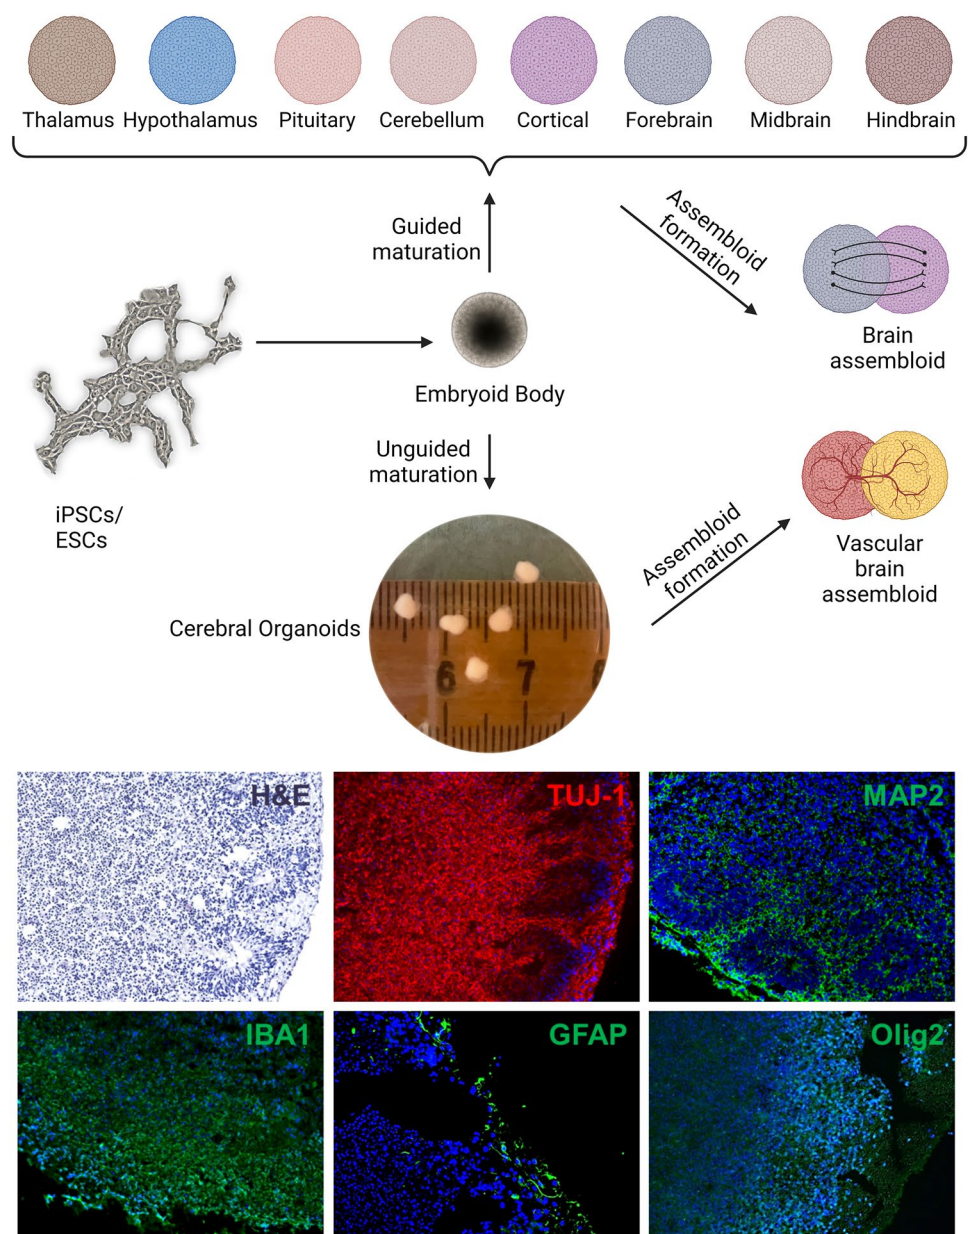 Thalamus Hypothalamus Pituitary Cerebellum Cortical Forebrain Midbrain Hindbrain
Guided
maturation
Assembloid
formation
Brain
assembloid
Embryoid Body
Unguided
maturation
iPSCs/
ESCs
Assembloid
formation
Vascular
brain
assembloid
Cerebral Organoids
6 7
H&E
TUJ-1
MAP2
IBA1
GFAP
Olig2